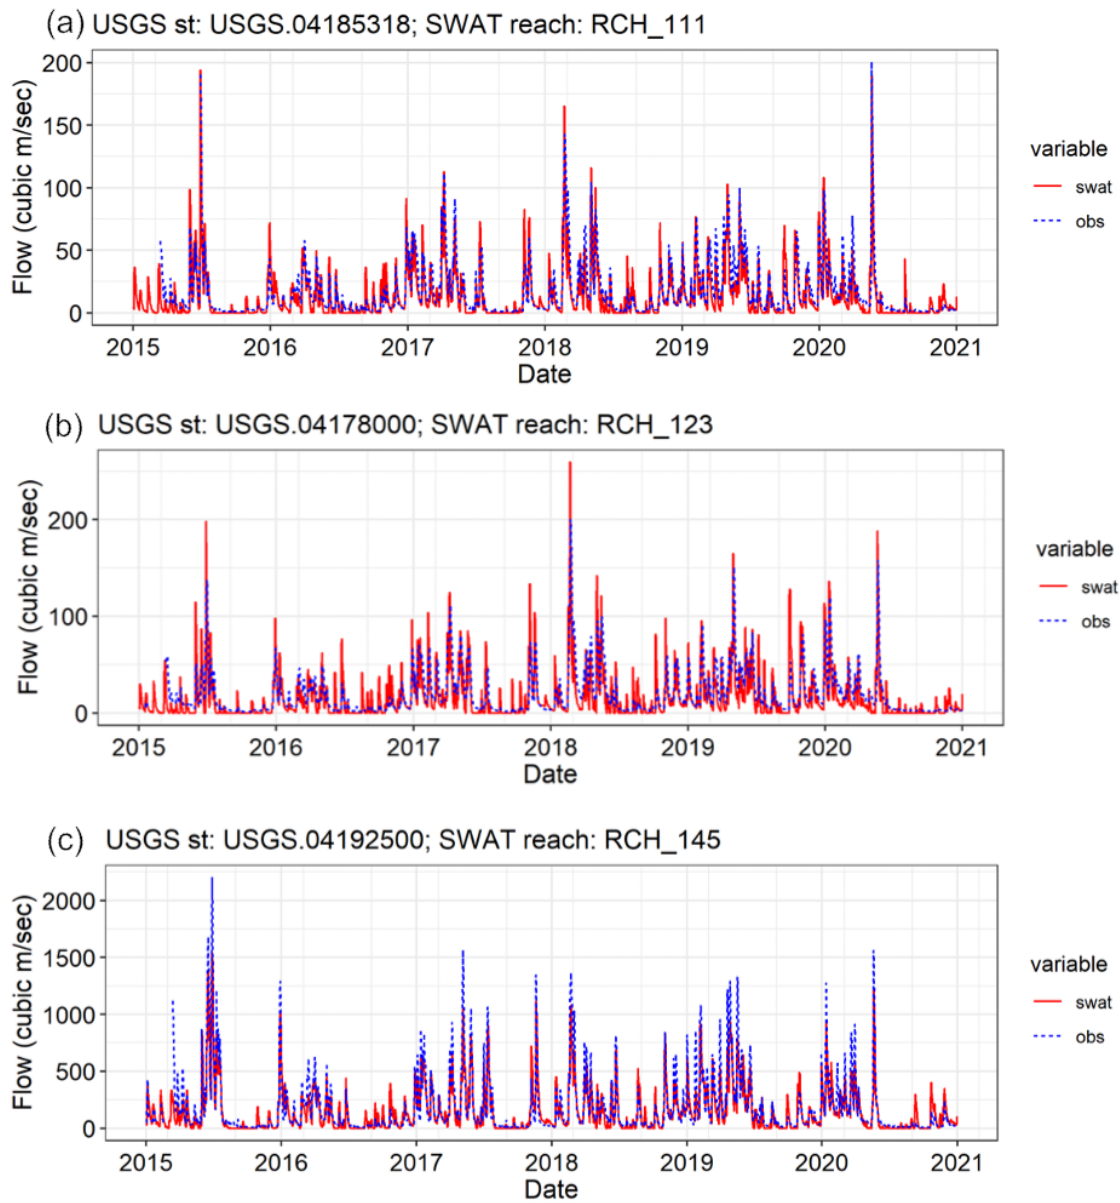 (a) USGS st: USGS.04185318; SWAT reach: RCH_111
Flow (cubic m/sec)
200
150
100
50
0
2015 2016 2017 2018 2019 2020 2021
Date
variable
swat
obs
(b) USGS st: USGS.04178000; SWAT reach: RCH_123
Flow (cubic m/sec)
200
100
0
2015 2016 2017 2018 2019 2020 2021
Date
variable
swat
obs
(c) USGS st: USGS.04192500; SWAT reach: RCH_145
Flow (cubic m/sec)
2000
1500
1000
500
0
2015 2016 2017 2018 2019 2020 2021
Date
variable
swat
obs